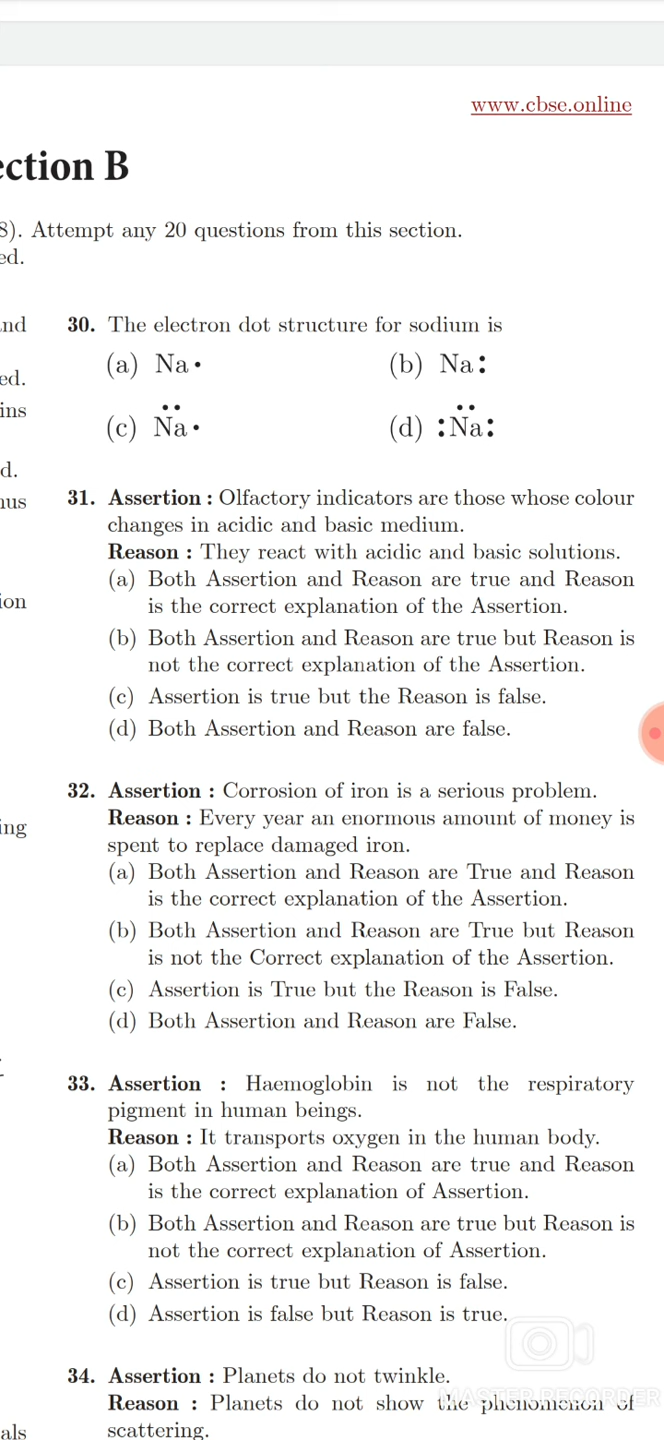 www.cbse.online
ection B
8). Attempt any 20 questions from this section.
ed.
nd
30. The electron dot structure for sodium is
(a) Na· (b) Na:
ed.
ins
(c) N̈a· (d) :N̈a:
d.
nus
31. Assertion : Olfactory indicators are those whose colour
changes in acidic and basic medium.
Reason : They react with acidic and basic solutions.
(a) Both Assertion and Reason are true and Reason
ion
is the correct explanation of the Assertion.
(b) Both Assertion and Reason are true but Reason is
not the correct explanation of the Assertion.
(c) Assertion is true but the Reason is false.
(d) Both Assertion and Reason are false.
32. Assertion : Corrosion of iron is a serious problem.
ing
Reason : Every year an enormous amount of money is
spent to replace damaged iron.
(a) Both Assertion and Reason are True and Reason
is the correct explanation of the Assertion.
(b) Both Assertion and Reason are True but Reason
is not the Correct explanation of the Assertion.
(c) Assertion is True but the Reason is False.
(d) Both Assertion and Reason are False.
33. Assertion : Haemoglobin is not the respiratory
pigment in human beings.
Reason : It transports oxygen in the human body.
(a) Both Assertion and Reason are true and Reason
is the correct explanation of Assertion.
(b) Both Assertion and Reason are true but Reason is
not the correct explanation of Assertion.
(c) Assertion is true but Reason is false.
(d) Assertion is false but Reason is true.
34. Assertion : Planets do not twinkle.
Reason : Planets do not show the phenomenon of
MASTER RECORDER
als
scattering.